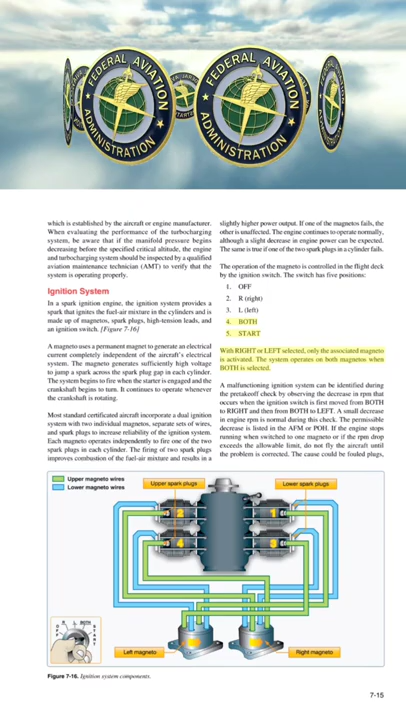 FEDERAL AVIATION
ADMINISTRATION
FEDERAL AVIATION
ADMINISTRATION
which is established by the aircraft or engine manufacturer.
When evaluating the performance of the turbocharging
system, be aware that if the manifold pressure begins
decreasing before the specified critical altitude, the engine
and turbocharging system should be inspected by a qualified
aviation maintenance technician (AMT) to verify that the
system is operating properly.
Ignition System
In a spark ignition engine, the ignition system provides a
spark that ignites the fuel-air mixture in the cylinders and is
made up of magnetos, spark plugs, high-tension leads, and
an ignition switch. [Figure 7-16]
A magneto uses a permanent magnet to generate an electrical
current completely independent of the aircraft's electrical
system. The magneto generates sufficiently high voltage
to jump a spark across the spark plug gap in each cylinder.
The system begins to fire when the starter is engaged and the
crankshaft begins to turn. It continues to operate whenever
the crankshaft is rotating.
Most standard certificated aircraft incorporate a dual ignition
system with two individual magnetos, separate sets of wires,
and spark plugs to increase reliability of the ignition system.
Each magneto operates independently to fire one of the two
spark plugs in each cylinder. The firing of two spark plugs
improves combustion of the fuel-air mixture and results in a
slightly higher power output. If one of the magnetos fails, the
other is unaffected. The engine continues to operate normally,
although a slight decrease in engine power can be expected.
The same is true if one of the two spark plugs in a cylinder fails.
The operation of the magneto is controlled in the flight deck
by the ignition switch. The switch has five positions:
1. OFF
2. R (right)
3. L (left)
4. BOTH
5. START
With RIGHT or LEFT selected, only the associated magneto
is activated. The system operates on both magnetos when
BOTH is selected.
A malfunctioning ignition system can be identified during
the pretakeoff check by observing the decrease in rpm that
occurs when the ignition switch is first moved from BOTH
to RIGHT and then from BOTH to LEFT. A small decrease
in engine rpm is normal during this check. The permissible
decrease is listed in the AFM or POH. If the engine stops
running when switched to one magneto or if the rpm drop
exceeds the allowable limit, do not fly the aircraft until
the problem is corrected. The cause could be fouled plugs,
Upper magneto wires
Lower magneto wires
Upper spark plugs
Lower spark plugs
2
1
4
3
OFF
R
L
BOTH
START
Left magneto
Right magneto
Figure 7-16. Ignition system components.
7-15